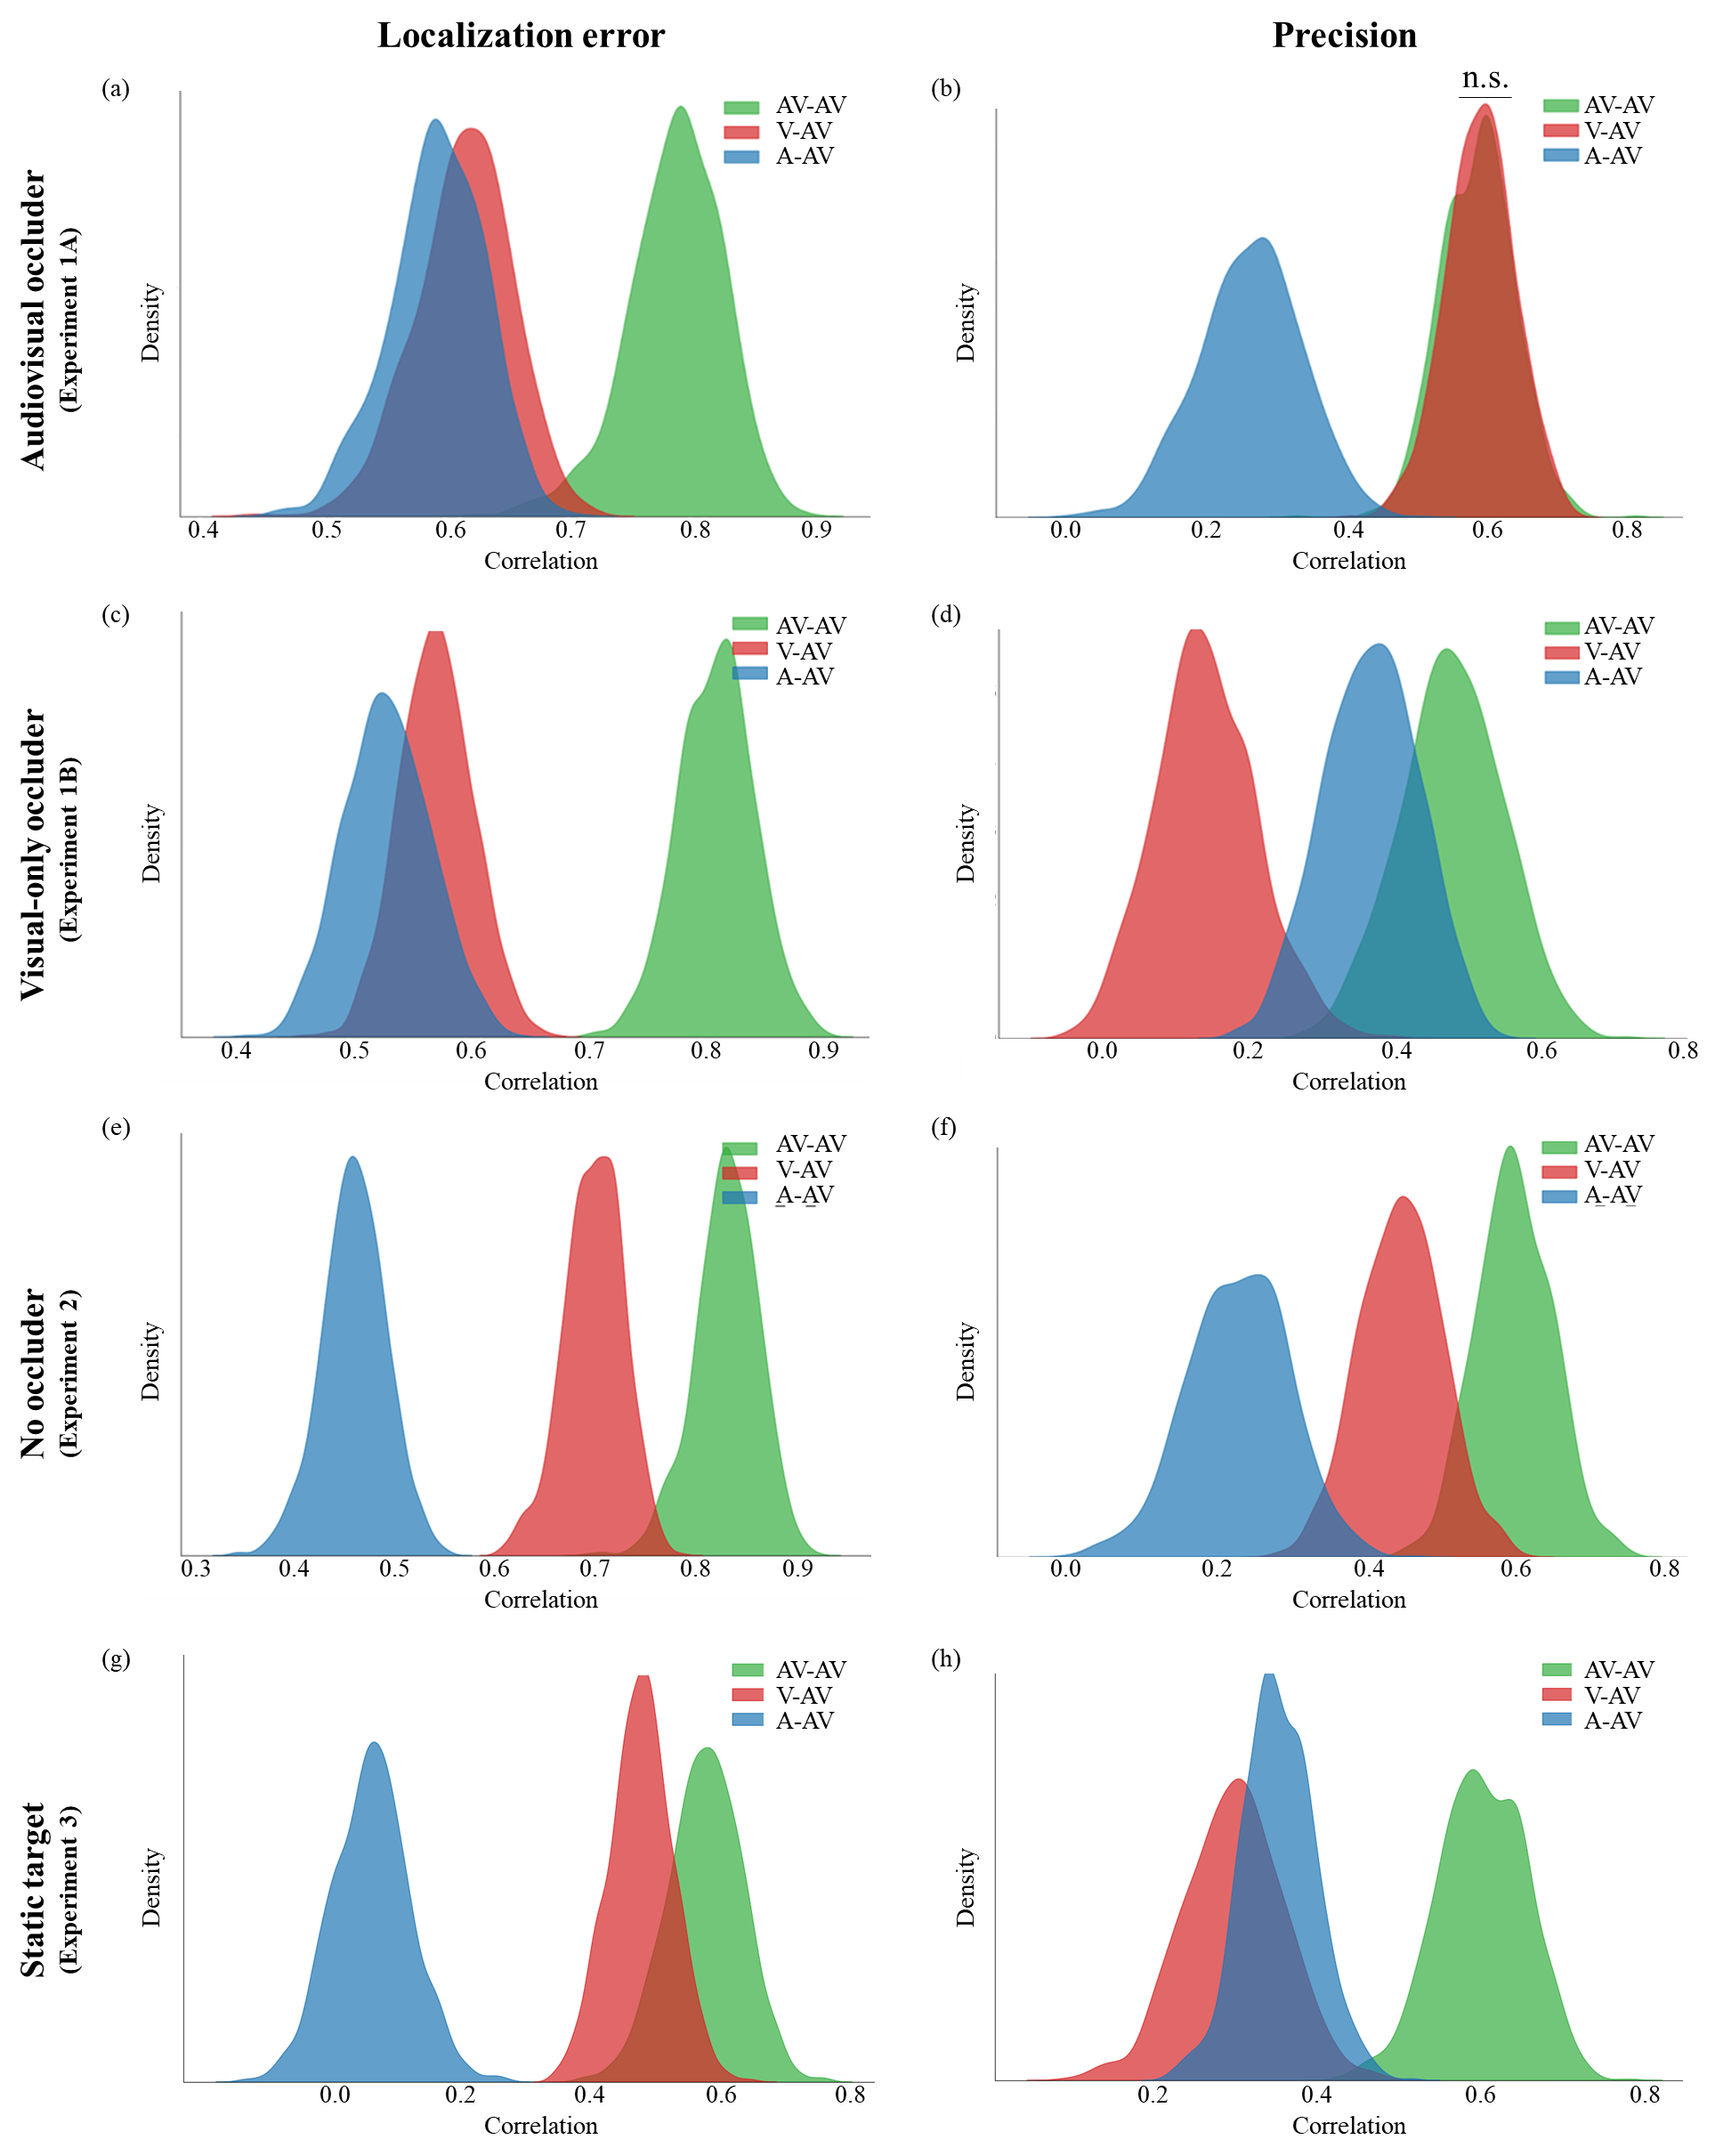 Localization error
Precision
Audiovisual occluder
(Experiment 1A)
(a)
AV-AV
V-AV
A-AV
Density
0.4 0.5 0.6 0.7 0.8 0.9
Correlation
(b)
n.s.
AV-AV
V-AV
A-AV
Density
0.0 0.2 0.4 0.6 0.8
Correlation
Visual-only occluder
(Experiment 1B)
(c)
AV-AV
V-AV
A-AV
Density
0.4 0.5 0.6 0.7 0.8 0.9
Correlation
(d)
AV-AV
V-AV
A-AV
Density
0.0 0.2 0.4 0.6 0.8
Correlation
No occluder
(Experiment 2)
(e)
AV-AV
V-AV
A-AV
Density
0.3 0.4 0.5 0.6 0.7 0.8 0.9
Correlation
(f)
AV-AV
V-AV
A-AV
Density
0.0 0.2 0.4 0.6 0.8
Correlation
Static target
(Experiment 3)
(g)
AV-AV
V-AV
A-AV
Density
0.0 0.2 0.4 0.6 0.8
Correlation
(h)
AV-AV
V-AV
A-AV
Density
0.2 0.4 0.6 0.8
Correlation